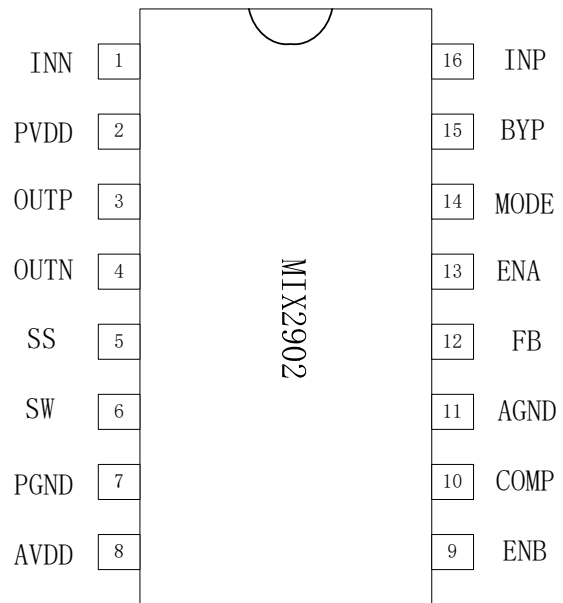 INN 1 16 INP
PVDD 2 15 BYP
OUTP 3 14 MODE
OUTN 4 13 ENA
MIX2902
SS 5 12 FB
SW 6 11 AGND
PGND 7 10 COMP
AVDD 8 9 ENB